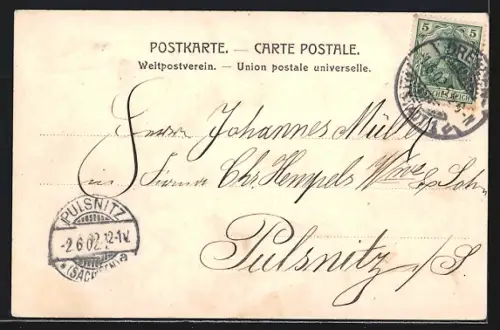 POSTKARTE. — CARTE POSTALE.
Weltpostverein. — Union postale universelle.
5
DRESDEN
Herrn Johannes Müller
in Firma Chr. Hempels Wwe & Sohn
Pulsnitz i/S.
PULSNITZ
-2.6.02. 12-1V.
*(SACHSEN)a